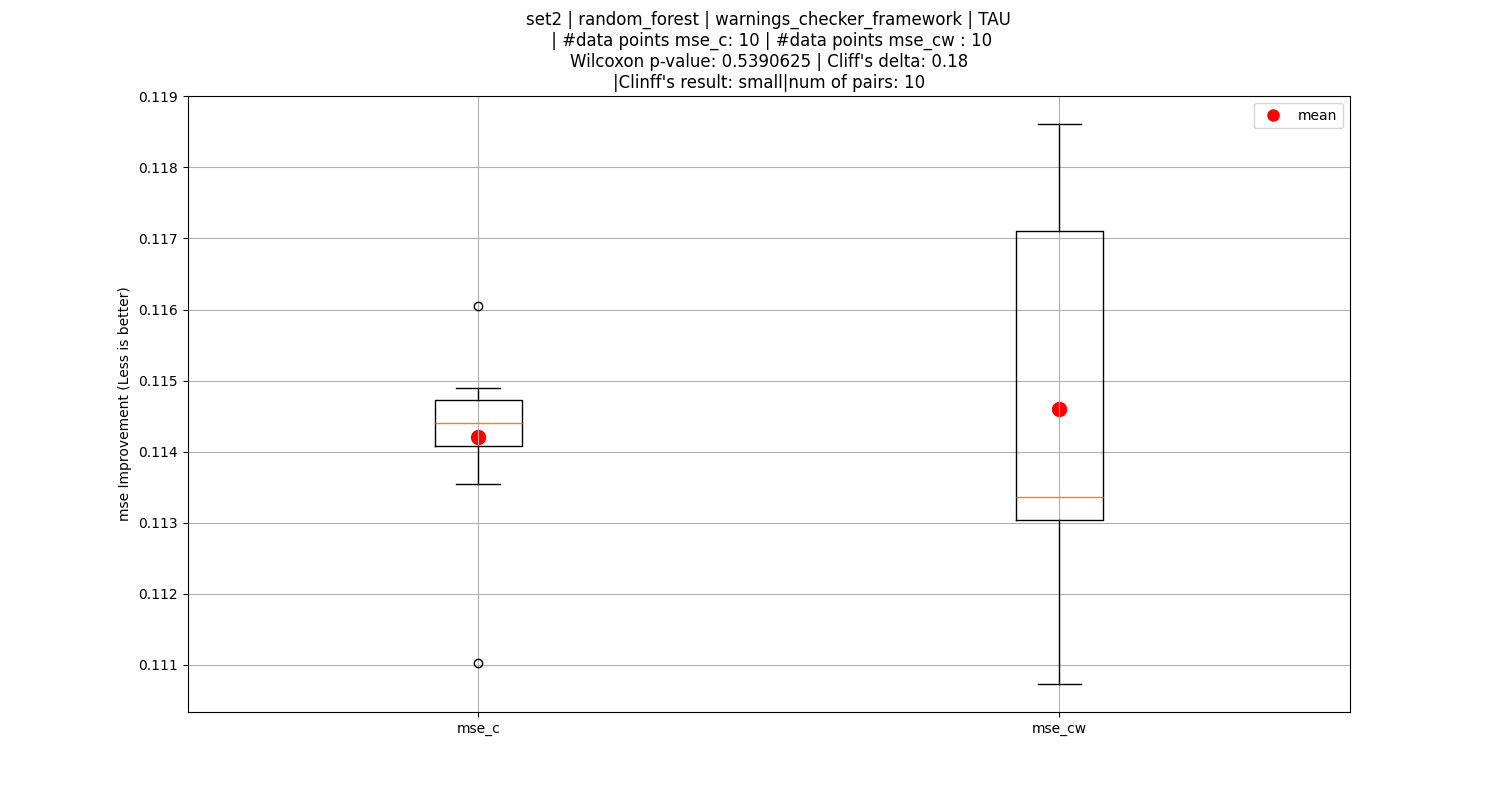 set2 | random_forest | warnings_checker_framework | TAU
| #data points mse_c: 10 | #data points mse_cw : 10
Wilcoxon p-value: 0.5390625 | Cliff's delta: 0.18
|Clinff's result: small|num of pairs: 10
mean
0.119
0.118
0.117
0.116
0.115
0.114
0.113
0.112
0.111
mse Improvement (Less is better)
mse_c
mse_cw